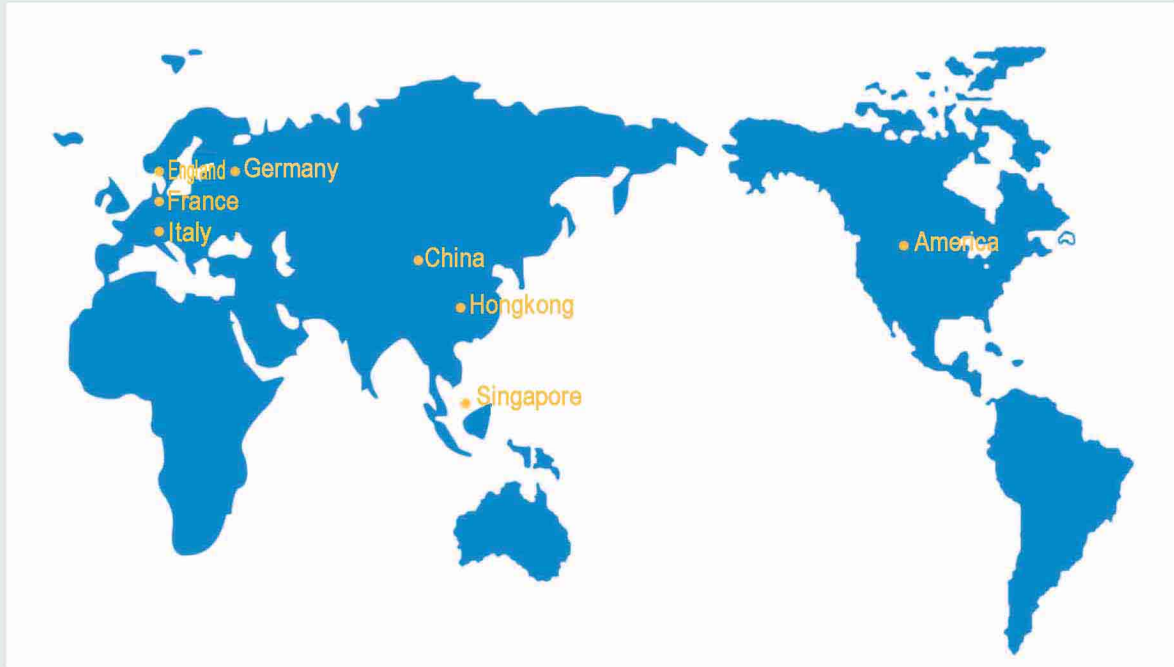 England
Germany
France
Italy
America
China
Hongkong
Singapore